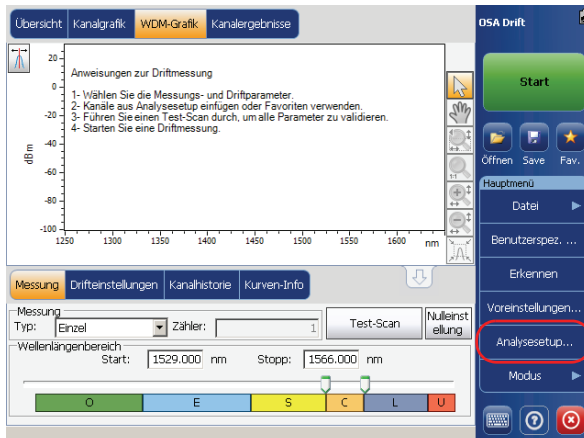 Übersicht Kanalgrafik WDM-Grafik Kanalergebnisse
OSA Drift
20
0
-20
-40
-60
-80
-100
dBm
Anweisungen zur Driftmessung
1- Wählen Sie die Messungs- und Driftparameter.
2- Kanäle aus Analysesetup einfügen oder Favoriten verwenden.
3- Führen Sie einen Test-Scan durch, um alle Parameter zu validieren.
4- Starten Sie eine Driftmessung.
1250 1300 1350 1400 1450 1500 1550 1600 nm
1:1
Start
Öffnen Save Fav.
Hauptmenü
Datei
Benutzerspez. ...
Erkennen
Voreinstellungen...
Analysesetup...
Modus
Messung Drifteinstellungen Kanalhistorie Kurven-Info
Messung
Typ: Einzel Zähler: 1 Test-Scan Nulleinst
ellung
Wellenlängenbereich
Start: 1529.000 nm Stopp: 1566.000 nm
O E S C L U